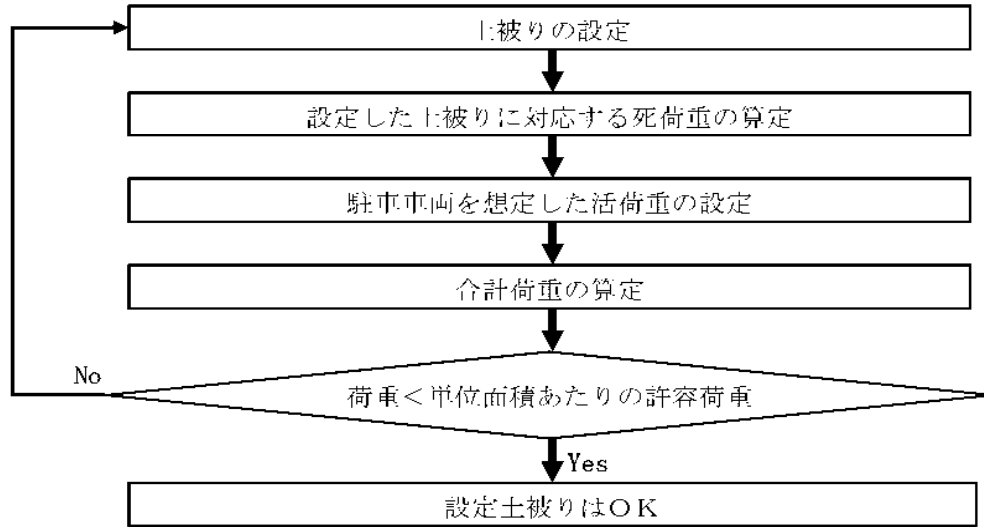 土被りの設定
設定した土被りに対応する死荷重の算定
駐車車両を想定した活荷重の設定
合計荷重の算定
No
荷重<単位面積あたりの許容荷重
Yes
設定土被りはOK